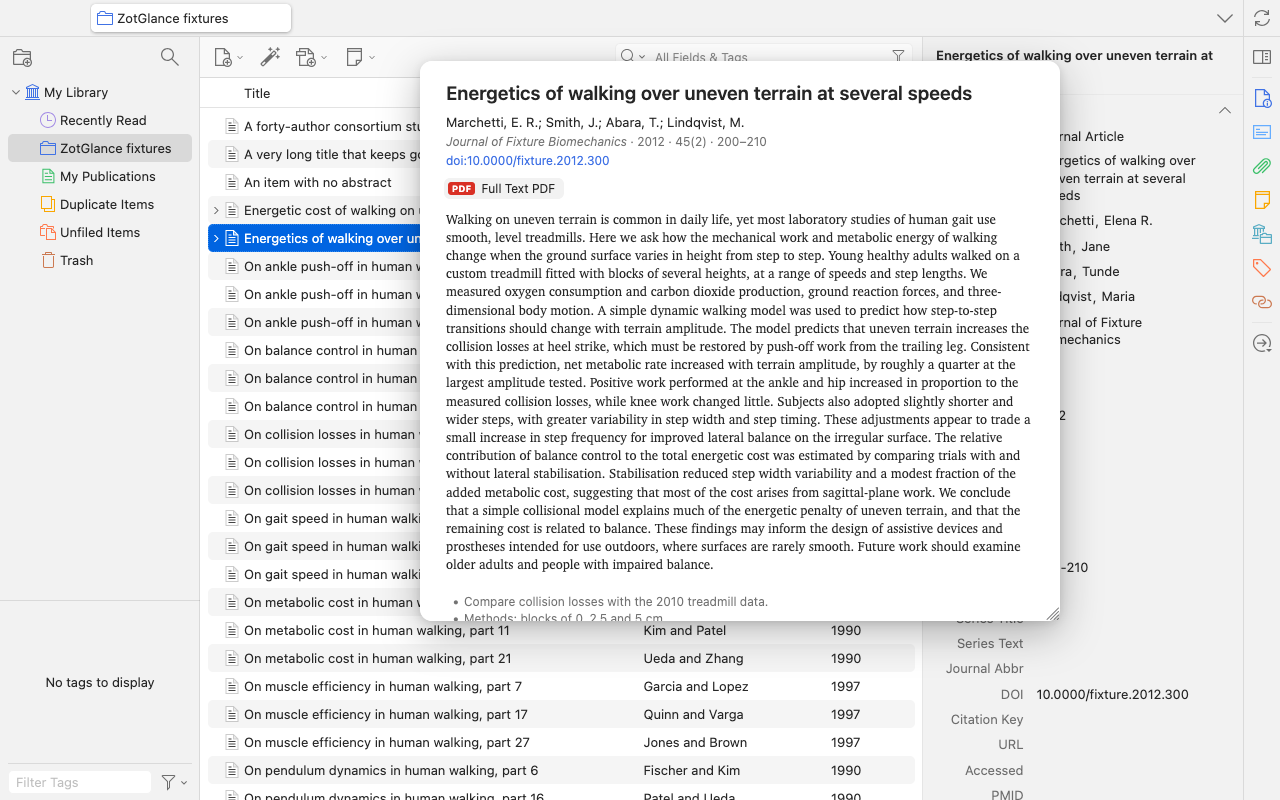 ZotGlance fixtures
My Library
Recently Read
ZotGlance fixtures
My Publications
Duplicate Items
Unfiled Items
Trash
No tags to display
Filter Tags
All Fields & Tags
Title
A forty-author consortium stu
A very long title that keeps go
An item with no abstract
Energetic cost of walking on
Energetics of walking over un
On ankle push-off in human w
On ankle push-off in human w
On ankle push-off in human w
On balance control in human
On balance control in human
On balance control in human
On collision losses in human
On collision losses in human
On collision losses in human
On gait speed in human walki
On gait speed in human walki
On gait speed in human walki
On metabolic cost in human w
On metabolic cost in human walking, part 11 Kim and Patel 1990
On metabolic cost in human walking, part 21 Ueda and Zhang 1990
On muscle efficiency in human walking, part 7 Garcia and Lopez 1997
On muscle efficiency in human walking, part 17 Quinn and Varga 1997
On muscle efficiency in human walking, part 27 Jones and Brown 1997
On pendulum dynamics in human walking, part 6 Fischer and Kim 1990
On pendulum dynamics in human walking, part 16 Patel and Ueda 1990
Energetics of walking over uneven terrain at several speeds
Marchetti, E. R.; Smith, J.; Abara, T.; Lindqvist, M.
Journal of Fixture Biomechanics · 2012 · 45(2) · 200–210
doi:10.0000/fixture.2012.300
PDF Full Text PDF
Walking on uneven terrain is common in daily life, yet most laboratory studies of human gait use
smooth, level treadmills. Here we ask how the mechanical work and metabolic energy of walking
change when the ground surface varies in height from step to step. Young healthy adults walked on a
custom treadmill fitted with blocks of several heights, at a range of speeds and step lengths. We
measured oxygen consumption and carbon dioxide production, ground reaction forces, and three-
dimensional body motion. A simple dynamic walking model was used to predict how step-to-step
transitions should change with terrain amplitude. The model predicts that uneven terrain increases the
collision losses at heel strike, which must be restored by push-off work from the trailing leg. Consistent
with this prediction, net metabolic rate increased with terrain amplitude, by roughly a quarter at the
largest amplitude tested. Positive work performed at the ankle and hip increased in proportion to the
measured collision losses, while knee work changed little. Subjects also adopted slightly shorter and
wider steps, with greater variability in step width and step timing. These adjustments appear to trade a
small increase in step frequency for improved lateral balance on the irregular surface. The relative
contribution of balance control to the total energetic cost was estimated by comparing trials with and
without lateral stabilisation. Stabilisation reduced step width variability and a modest fraction of the
added metabolic cost, suggesting that most of the cost arises from sagittal-plane work. We conclude
that a simple collisional model explains much of the energetic penalty of uneven terrain, and that the
remaining cost is related to balance. These findings may inform the design of assistive devices and
prostheses intended for use outdoors, where surfaces are rarely smooth. Future work should examine
older adults and people with impaired balance.
• Compare collision losses with the 2010 treadmill data.
• Methods: blocks of 0, 2.5 and 5 cm
Energetics of walking over uneven terrain at
nal Article
rgetics of walking over
ven terrain at several
eds
chetti, Elena R.
th, Jane
ra, Tunde
dqvist, Maria
rnal of Fixture
mechanics
2
–210
Series Title
Series Text
Journal Abbr
DOI 10.0000/fixture.2012.300
Citation Key
URL
Accessed
PMID